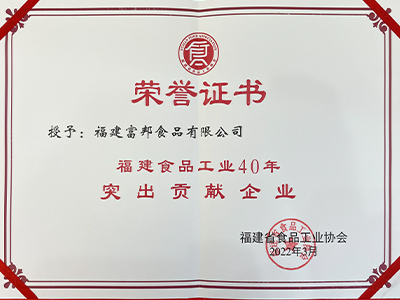 荣誉证书
授予：福建富邦食品有限公司
福建食品工业40年
突出贡献企业
福建省食品工业协会
2022年3月